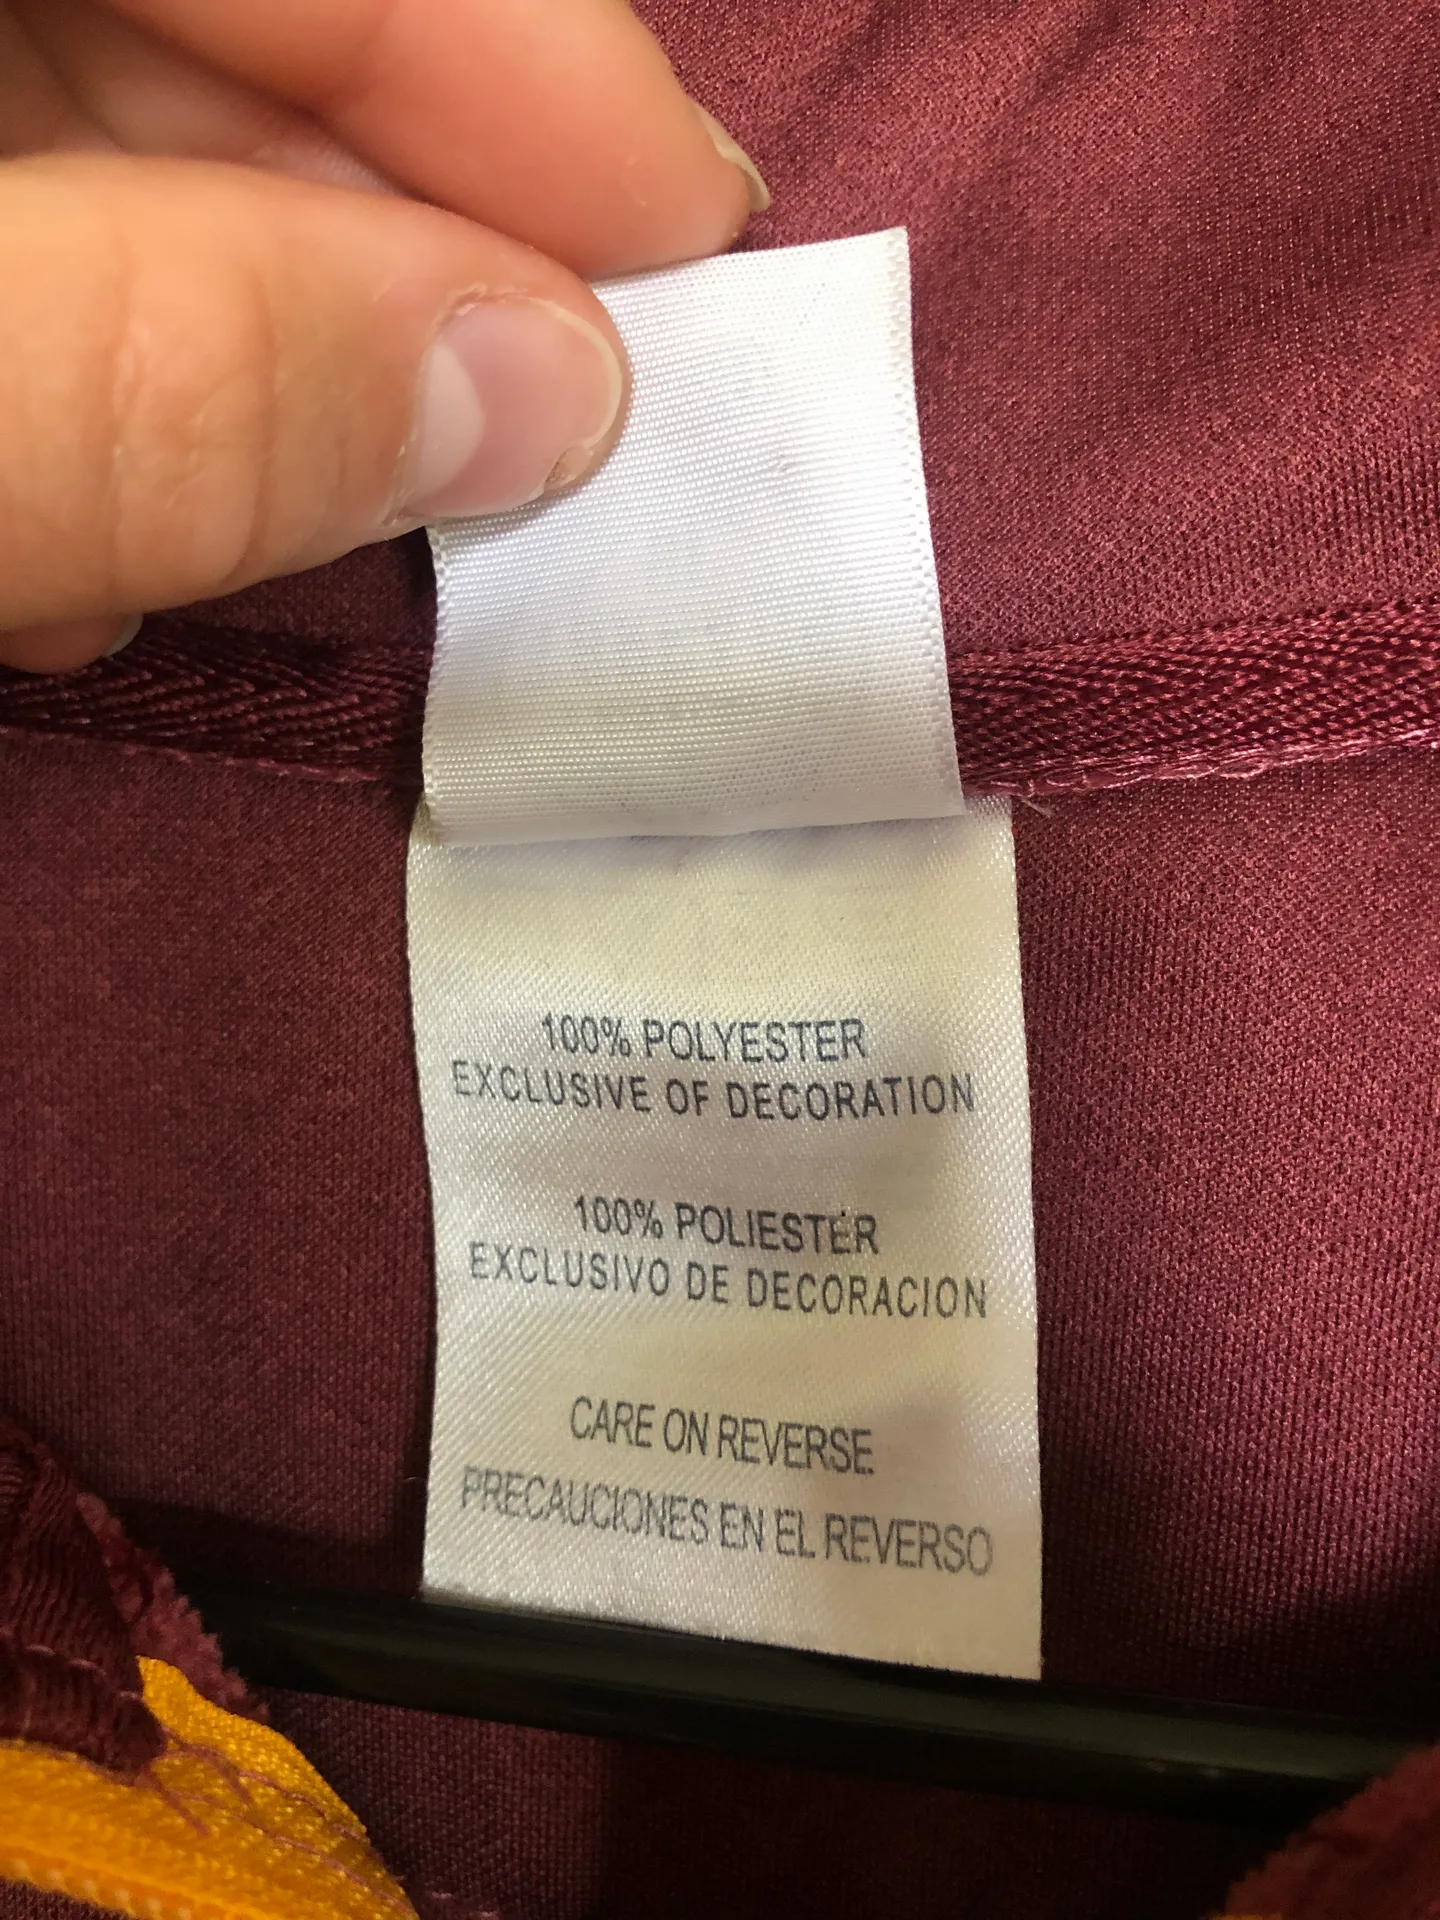 100% POLYESTER
EXCLUSIVE OF DECORATION
100% POLIESTER
EXCLUSIVO DE DECORACION
CARE ON REVERSE
PRECAUCIONES EN EL REVERSO